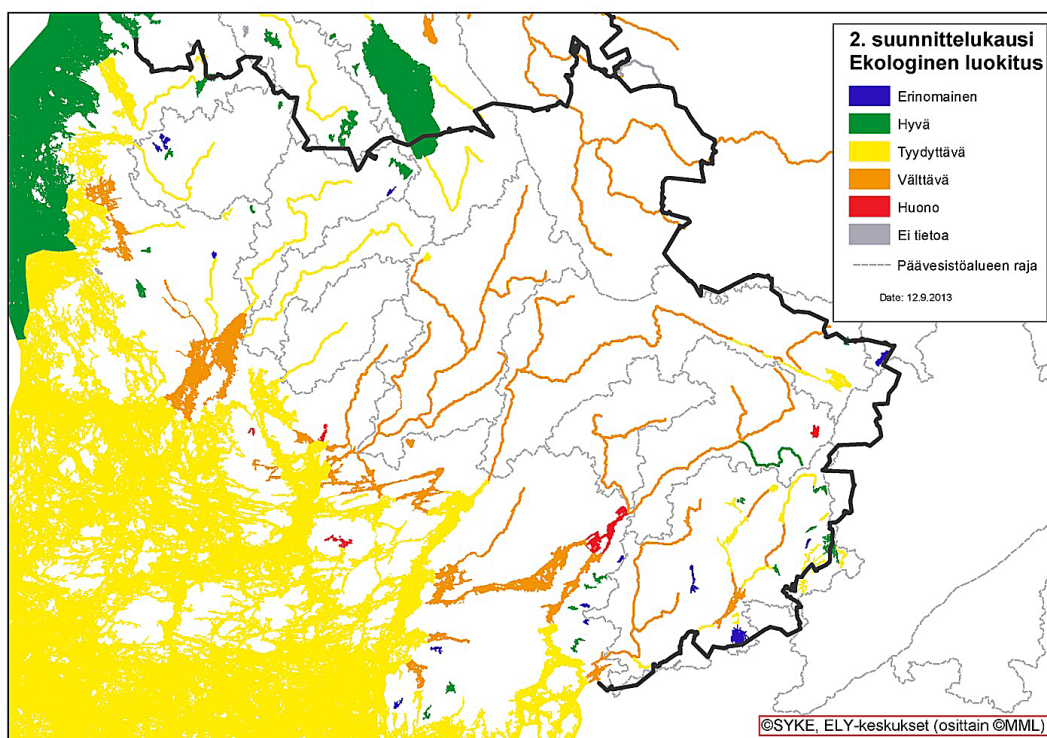 2. suunnittelukausi
Ekologinen luokitus
Erinomainen
Hyvä
Tyydyttävä
Välttävä
Huono
Ei tietoa
Päävesistöalueen raja
Date: 12.9.2013
©SYKE, ELY-keskukset (osittain ©MML)